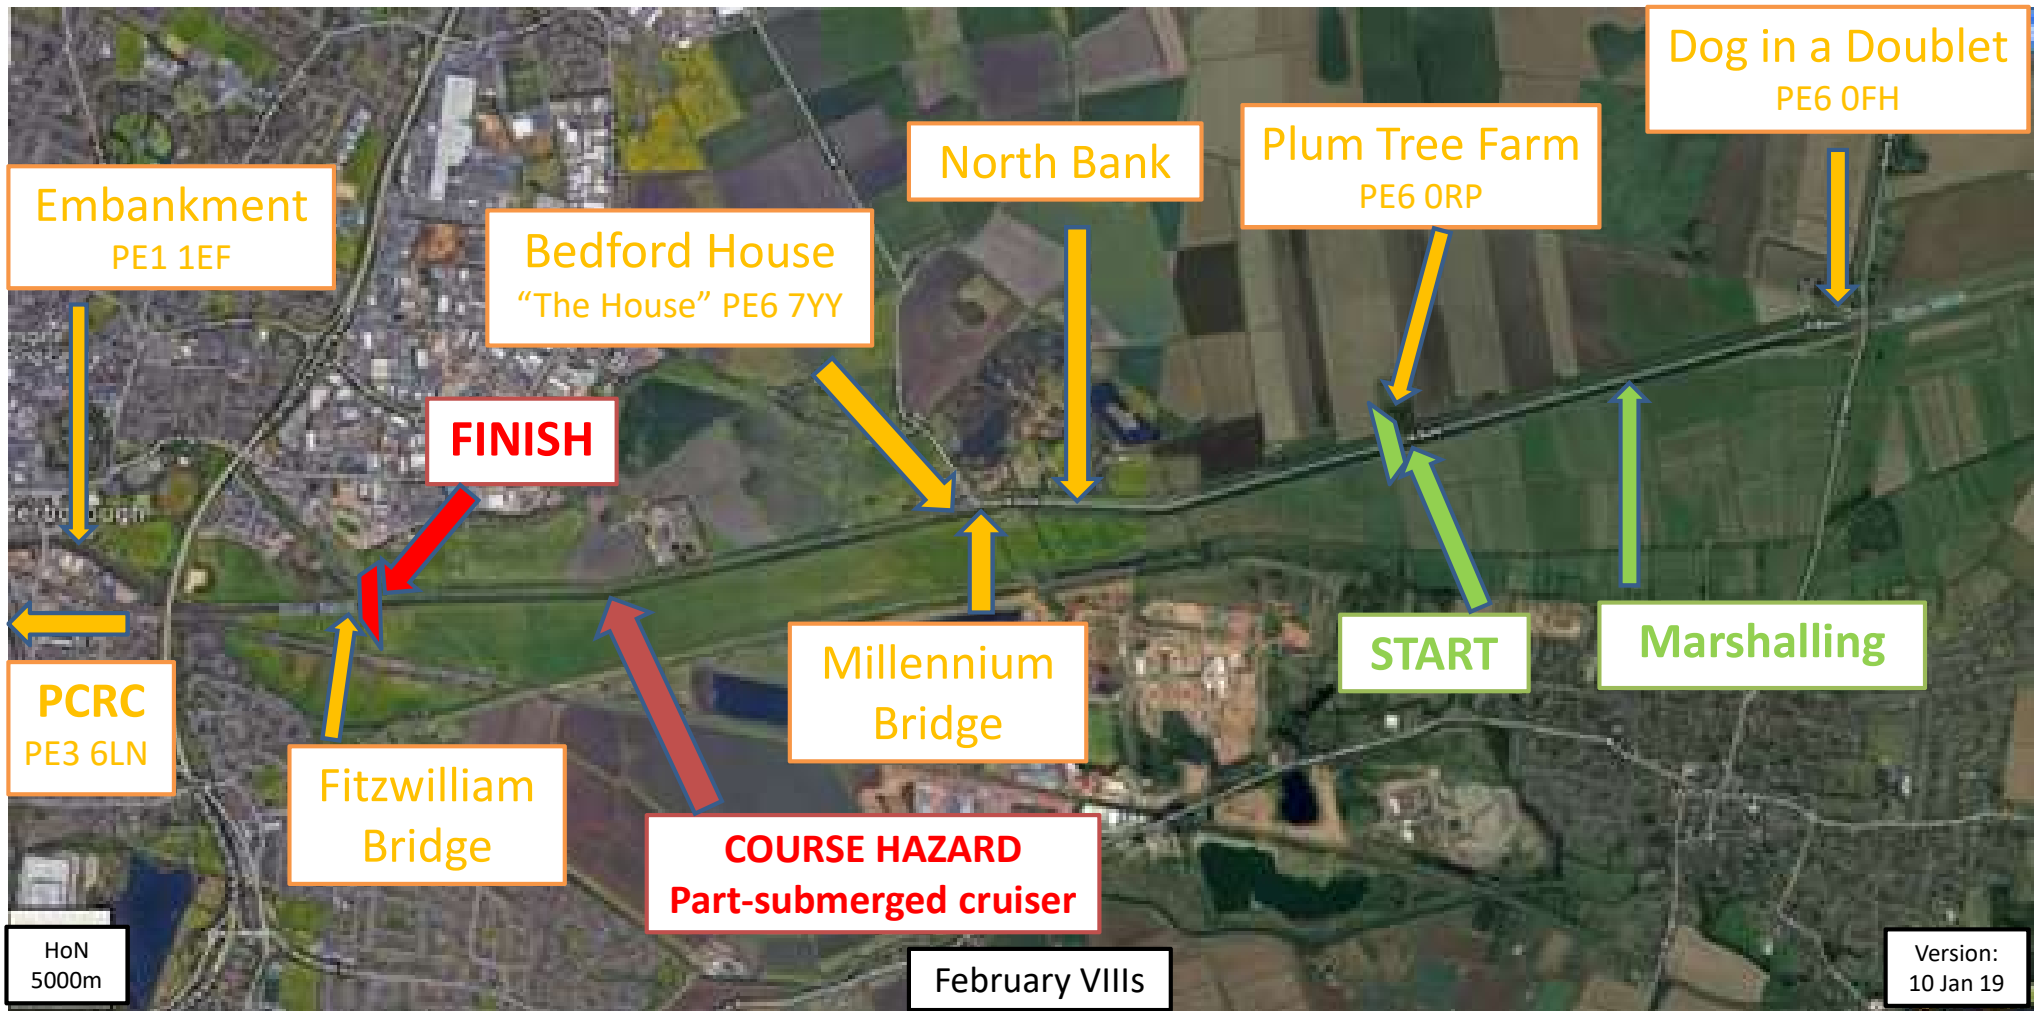 Dog in a Doublet
PE6 0FH
Plum Tree Farm
PE6 0RP
North Bank
Embankment
PE1 1EF
Bedford House
“The House” PE6 7YY
FINISH
START
Marshalling
Millennium
Bridge
PCRC
PE3 6LN
Fitzwilliam
Bridge
COURSE HAZARD
Part-submerged cruiser
HoN
5000m
February VIIIs
Version:
10 Jan 19